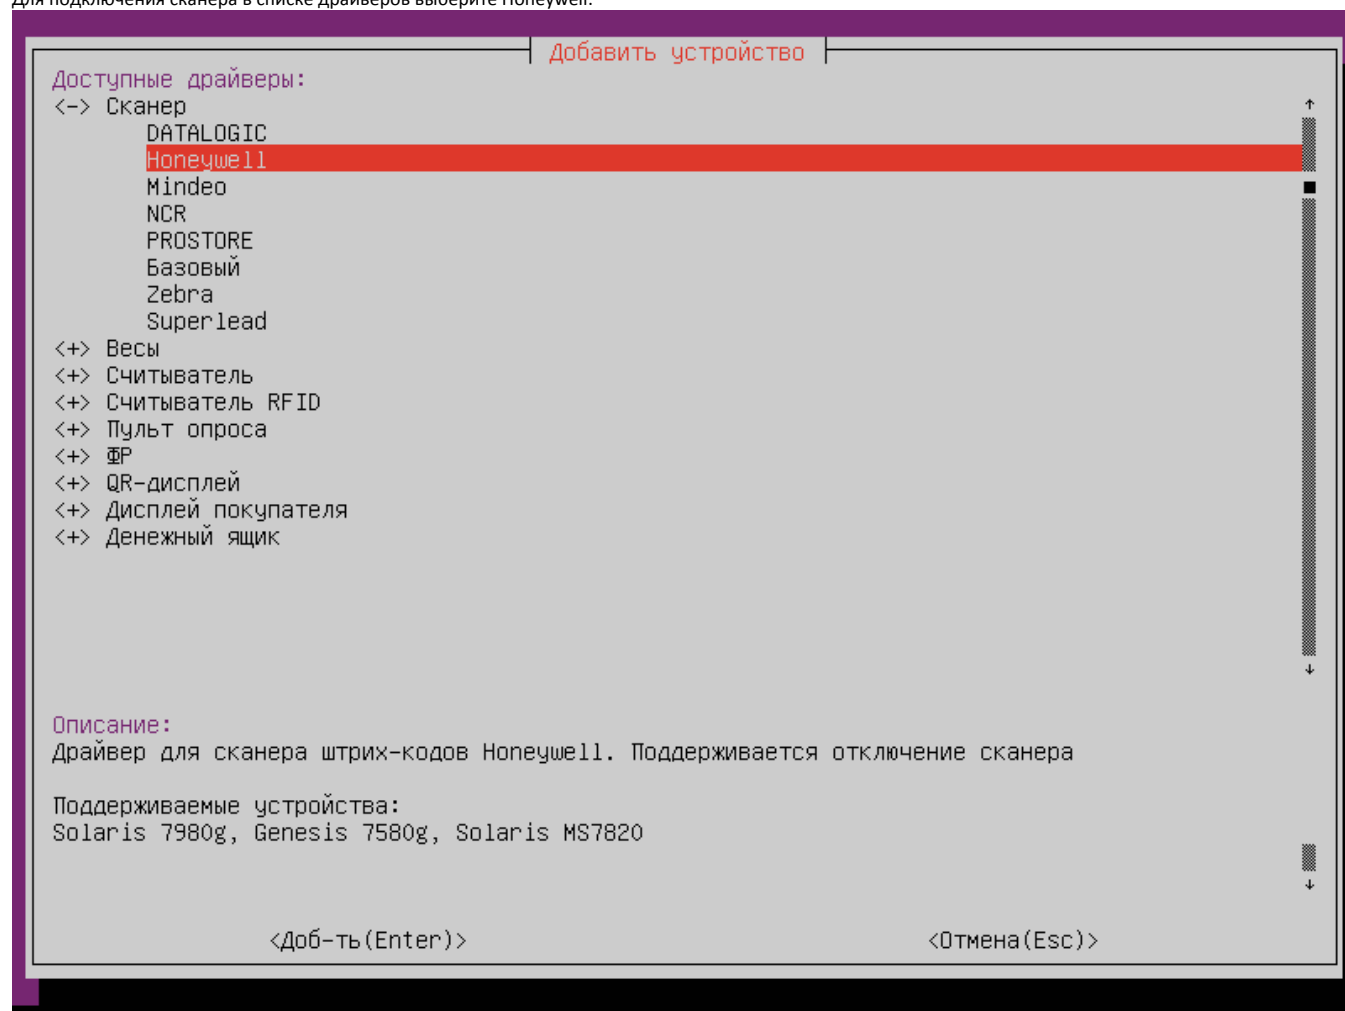 Для подключения сканера в списке драйверов выберите Honeywell.
Добавить устройство
Доступные драйверы:
<-> Сканер
DATALOGIC
Honeywell
Mindeo
NCR
PROSTORE
Базовый
Zebra
Superlead
<+> Весы
<+> Считыватель
<+> Считыватель RFID
<+> Пульт опроса
<+> ФР
<+> QR-дисплей
<+> Дисплей покупателя
<+> Денежный ящик
Описание:
Драйвер для сканера штрих-кодов Honeywell. Поддерживается отключение сканера
Поддерживаемые устройства:
Solaris 7980g, Genesis 7580g, Solaris MS7820
<Доб-ть(Enter)> <Отмена(Esc)>